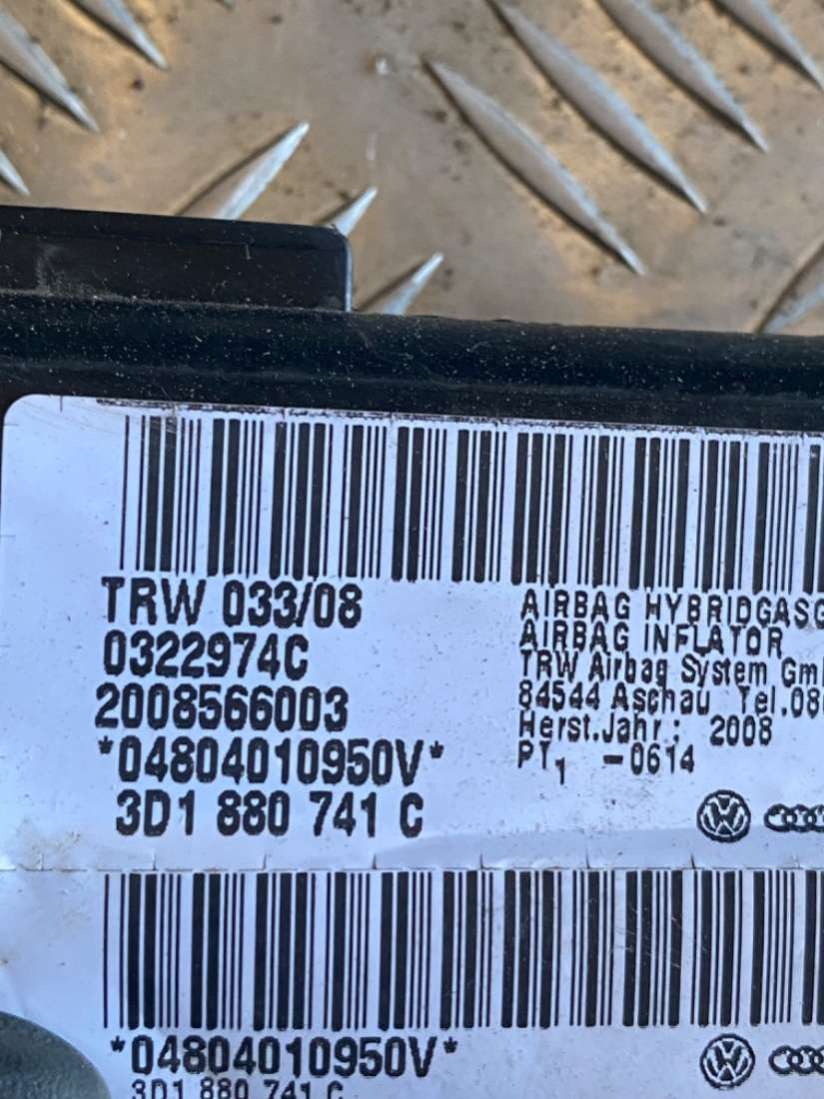 TRW 033/08
0322974C
2008566003
*04804010950V*
3D1 880 741 C
AIRBAG HYBRIDGASG
AIRBAG INFLATOR
TRW Airbag System Gm
84544 Aschau Tel.08
Herst.Jahr: 2008
PT1 -0614
*04804010950V*
3D1 880 741 C